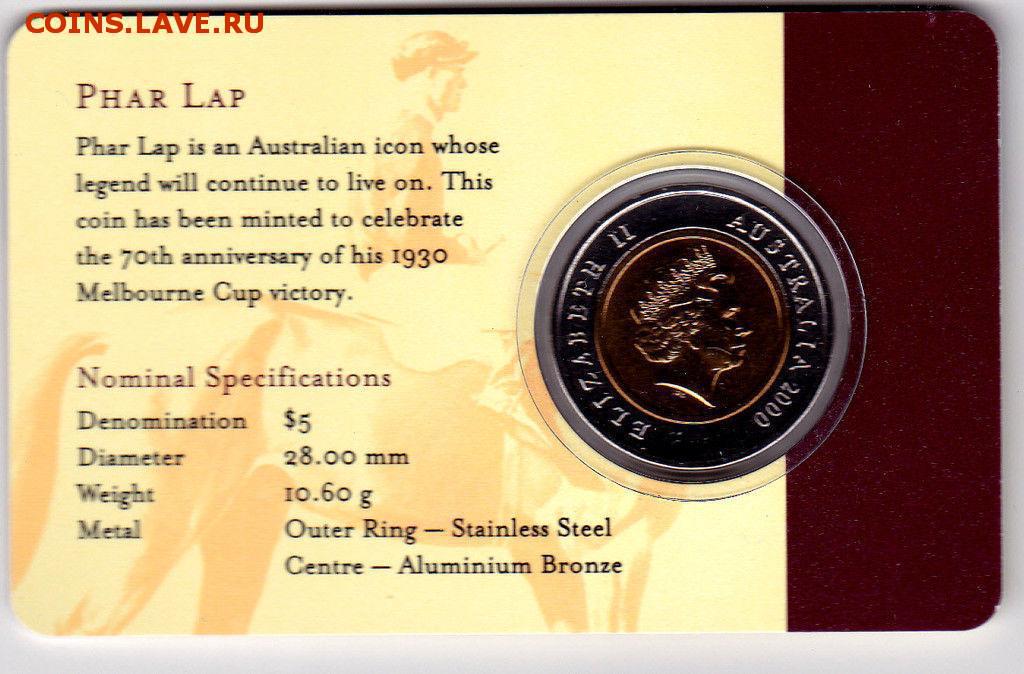 COINS.LAVE.RU
PHAR LAP
Phar Lap is an Australian icon whose
legend will continue to live on. This
coin has been minted to celebrate
the 70th anniversary of his 1930
Melbourne Cup victory.
Nominal Specifications
Denomination $5
Diameter 28.00 mm
Weight 10.60 g
Metal Outer Ring – Stainless Steel
Centre – Aluminium Bronze
ELIZABETH II AUSTRALIA 2000